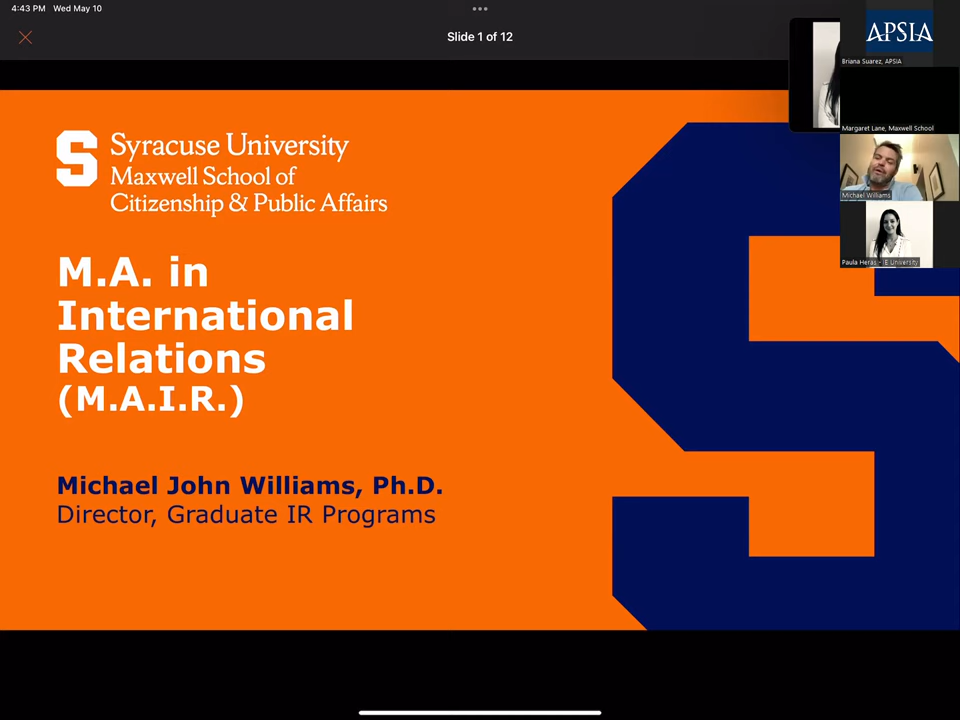 4:43 PM Wed May 10
Slide 1 of 12
APSIA
Briana Suarez, APSIA
Margaret Lane, Maxwell School
Michael Williams
Paula Heras - IE University
S Syracuse University
Maxwell School of
Citizenship & Public Affairs
M.A. in
International
Relations
(M.A.I.R.)
Michael John Williams, Ph.D.
Director, Graduate IR Programs